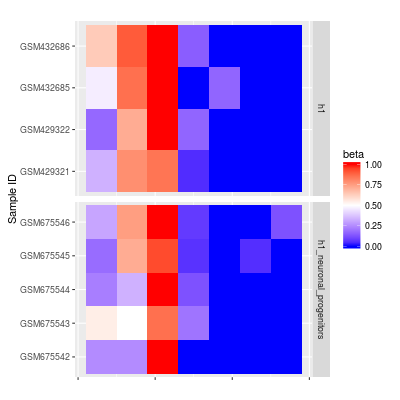 GSM432686
GSM432685
GSM429322
GSM429321
h1
GSM675546
GSM675545
GSM675544
GSM675543
GSM675542
h1_neuronal_progenitors
Sample ID
beta
1.00
0.75
0.50
0.25
0.00